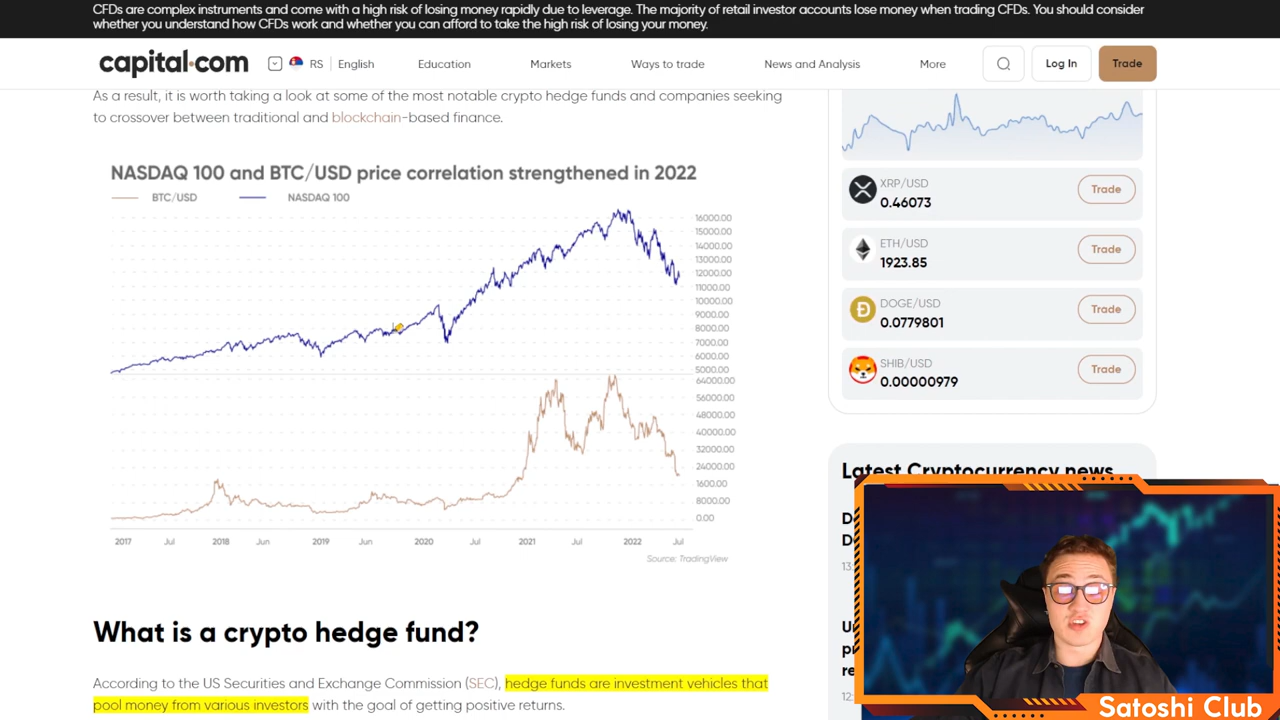 CFDs are complex instruments and come with a high risk of losing money rapidly due to leverage. The majority of retail investor accounts lose money when trading CFDs. You should consider
whether you understand how CFDs work and whether you can afford to take the high risk of losing your money.
capital.com RS English Education Markets Ways to trade News and Analysis More Log In Trade
As a result, it is worth taking a look at some of the most notable crypto hedge funds and companies seeking
to crossover between traditional and blockchain-based finance.
NASDAQ 100 and BTC/USD price correlation strengthened in 2022
BTC/USD NASDAQ 100
16000.00
15000.00
14000.00
13000.00
12000.00
11000.00
10000.00
9000.00
8000.00
7000.00
6000.00
5000.00
64000.00
56000.00
48000.00
40000.00
32000.00
24000.00
1600.00
8000.00
0.00
2017 Jul 2018 Jun 2019 Jun 2020 Jul 2021 Jul 2022 Jul
Source: TradingView
What is a crypto hedge fund?
According to the US Securities and Exchange Commission (SEC), hedge funds are investment vehicles that
pool money from various investors with the goal of getting positive returns.
XRP/USD
0.46073
Trade
ETH/USD
1923.85
Trade
DOGE/USD
0.0779801
Trade
SHIB/USD
0.00000979
Trade
Latest Cryptocurrency news
Satoshi Club